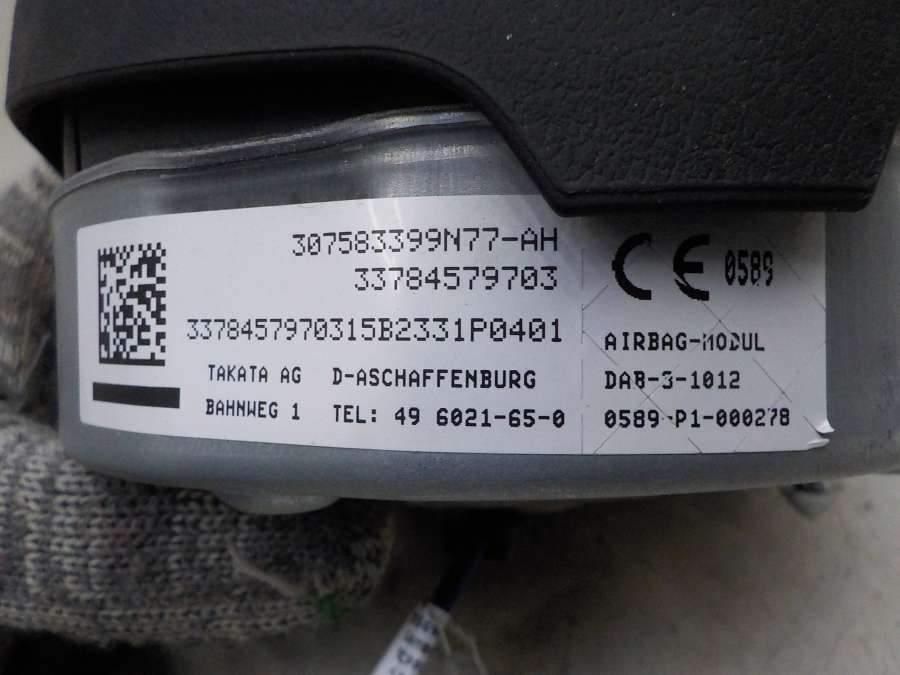 307583399N77-AH
33784579703
3378457970315B2331P0401
TAKATA AG D-ASCHAFFENBURG
BAHNWEG 1 TEL: 49 6021-65-0
CE 0589
AIRBAG-MODUL
DAB-3-1012
0589-P1-000278